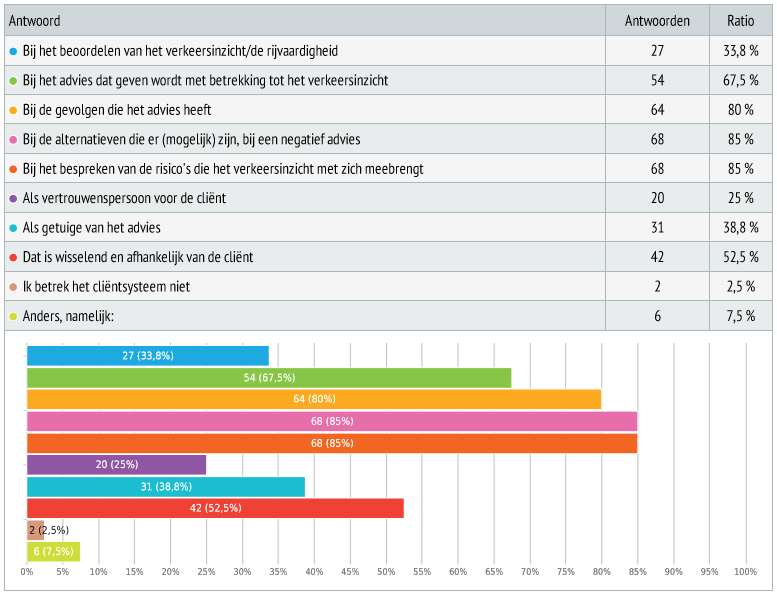 Antwoord Antwoorden Ratio
Bij het beoordelen van het verkeersinzicht/de rijvaardigheid 27 33,8 %
Bij het advies dat geven wordt met betrekking tot het verkeersinzicht 54 67,5 %
Bij de gevolgen die het advies heeft 64 80 %
Bij de alternatieven die er (mogelijk) zijn, bij een negatief advies 68 85 %
Bij het bespreken van de risico's die het verkeersinzicht met zich meebrengt 68 85 %
Als vertrouwenspersoon voor de cliënt 20 25 %
Als getuige van het advies 31 38,8 %
Dat is wisselend en afhankelijk van de cliënt 42 52,5 %
Ik betrek het cliëntsysteem niet 2 2,5 %
Anders, namelijk: 6 7,5 %
27 (33,8%)
54 (67,5%)
64 (80%)
68 (85%)
68 (85%)
20 (25%)
31 (38,8%)
42 (52,5%)
2 (2,5%)
6 (7,5%)
0% 5% 10% 15% 20% 25% 30% 35% 40% 45% 50% 55% 60% 65% 70% 75% 80% 85% 90% 95% 100%